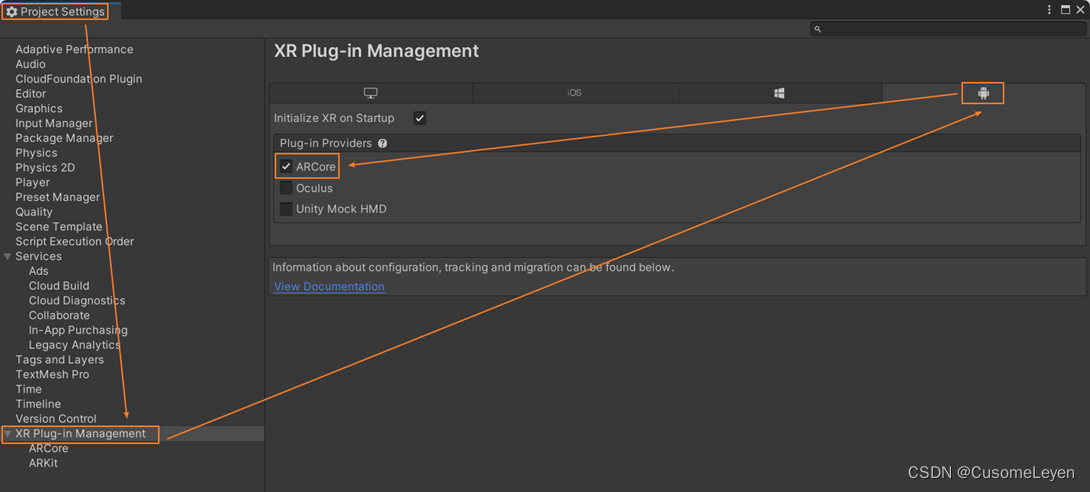 Project Settings
Adaptive Performance
Audio
CloudFoundation Plugin
Editor
Graphics
Input Manager
Package Manager
Physics
Physics 2D
Player
Preset Manager
Quality
Scene Template
Script Execution Order
Services
Ads
Cloud Build
Cloud Diagnostics
Collaborate
In-App Purchasing
Legacy Analytics
Tags and Layers
TextMesh Pro
Time
Timeline
Version Control
XR Plug-in Management
ARCore
ARKit
XR Plug-in Management
iOS
Initialize XR on Startup
Plug-in Providers ?
ARCore
Oculus
Unity Mock HMD
Information about configuration, tracking and migration can be found below.
View Documentation
CSDN @CusomeLeyen